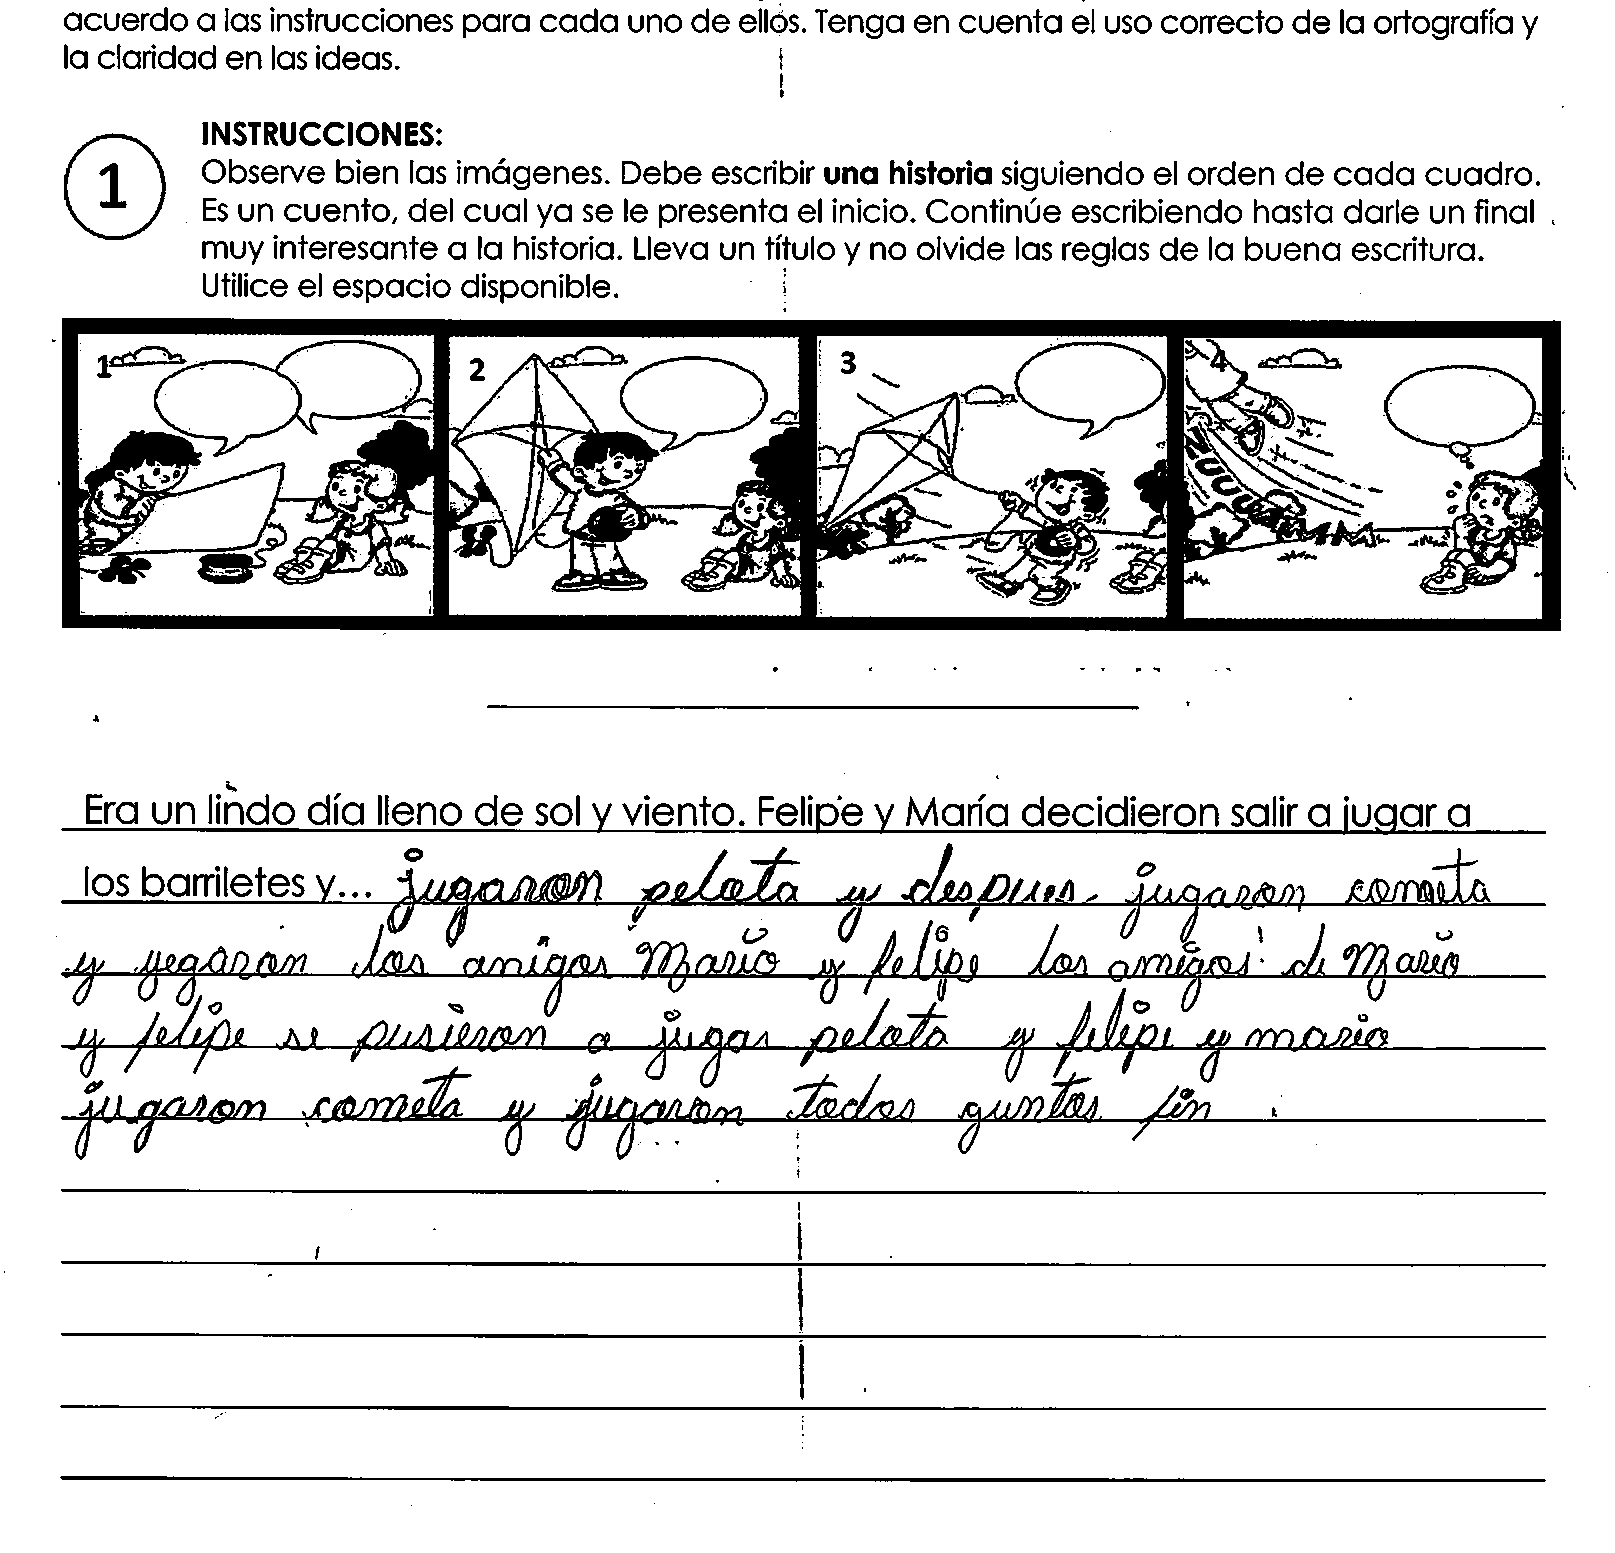 acuerdo a las instrucciones para cada uno de ellos. Tenga en cuenta el uso correcto de la ortografía y
la claridad en las ideas.
1
INSTRUCCIONES:
Observe bien las imágenes. Debe escribir una historia siguiendo el orden de cada cuadro.
Es un cuento, del cual ya se le presenta el inicio. Continúe escribiendo hasta darle un final
muy interesante a la historia. Lleva un título y no olvide las reglas de la buena escritura.
Utilice el espacio disponible.
1 2 3 4
Era un lindo día lleno de sol y viento. Felipe y María decidieron salir a jugar a
los barriletes y... jugaron pelota y despues jugaron cometa
y yegaron los amigos Mario y felipe los amigos de Mario
y felipe se pusieron a jugar pelota y felipe y mario
jugaron cometa y jugaron todos guntos fin